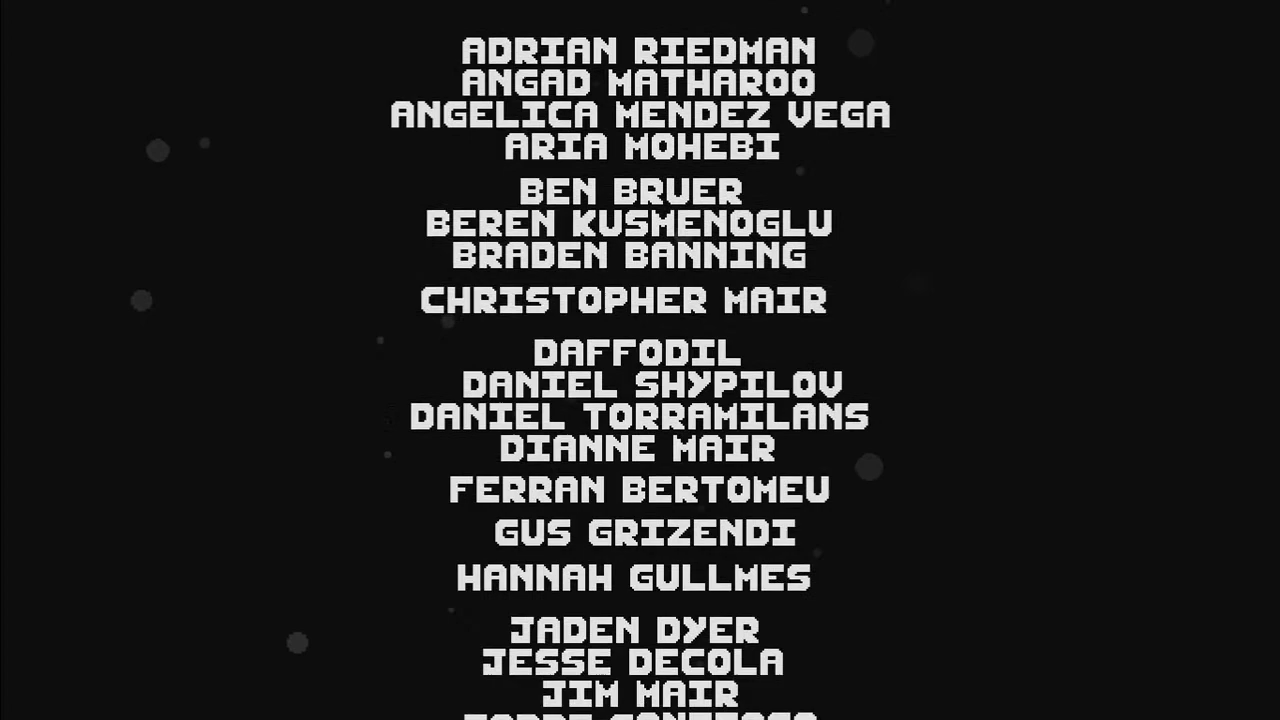 ADRIAN RIEDMAN
ANGAD MATHAROO
ANGELICA MENDEZ VEGA
ARIA MOHEBI
BEN BRUER
BEREN KUSMENOGLU
BRADEN BANNING
CHRISTOPHER MAIR
DAFFODIL
DANIEL SHYPILOV
DANIEL TORRAMILANS
DIANNE MAIR
FERRAN BERTOMEU
GUS GRIZENDI
HANNAH GULLMES
JADEN DYER
JESSE DECOLA
JIM MAIR